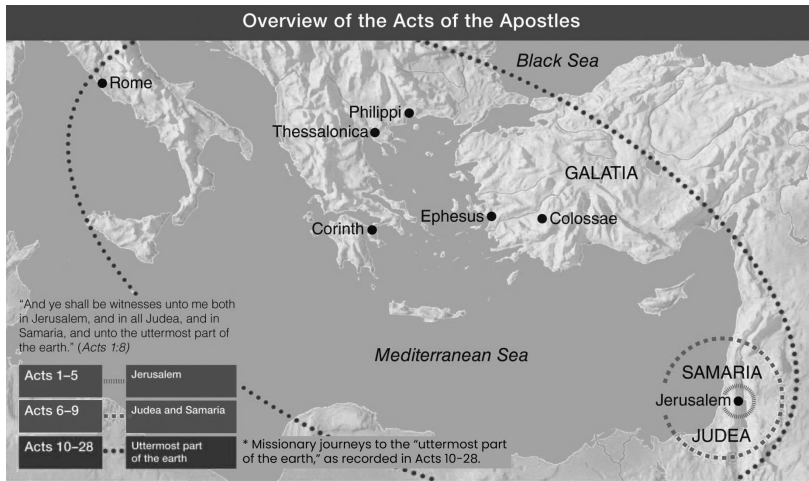 Overview of the Acts of the Apostles
Black Sea
Rome
Philippi
Thessalonica
GALATIA
Ephesus
Colossae
Corinth
"And ye shall be witnesses unto me both
in Jerusalem, and in all Judea, and in
Samaria, and unto the uttermost part of
the earth." (Acts 1:8)
Mediterranean Sea
SAMARIA
Jerusalem
JUDEA
Acts 1–5
Jerusalem
Acts 6–9
Judea and Samaria
Acts 10–28
Uttermost part
of the earth
* Missionary journeys to the "uttermost part
of the earth," as recorded in Acts 10-28.